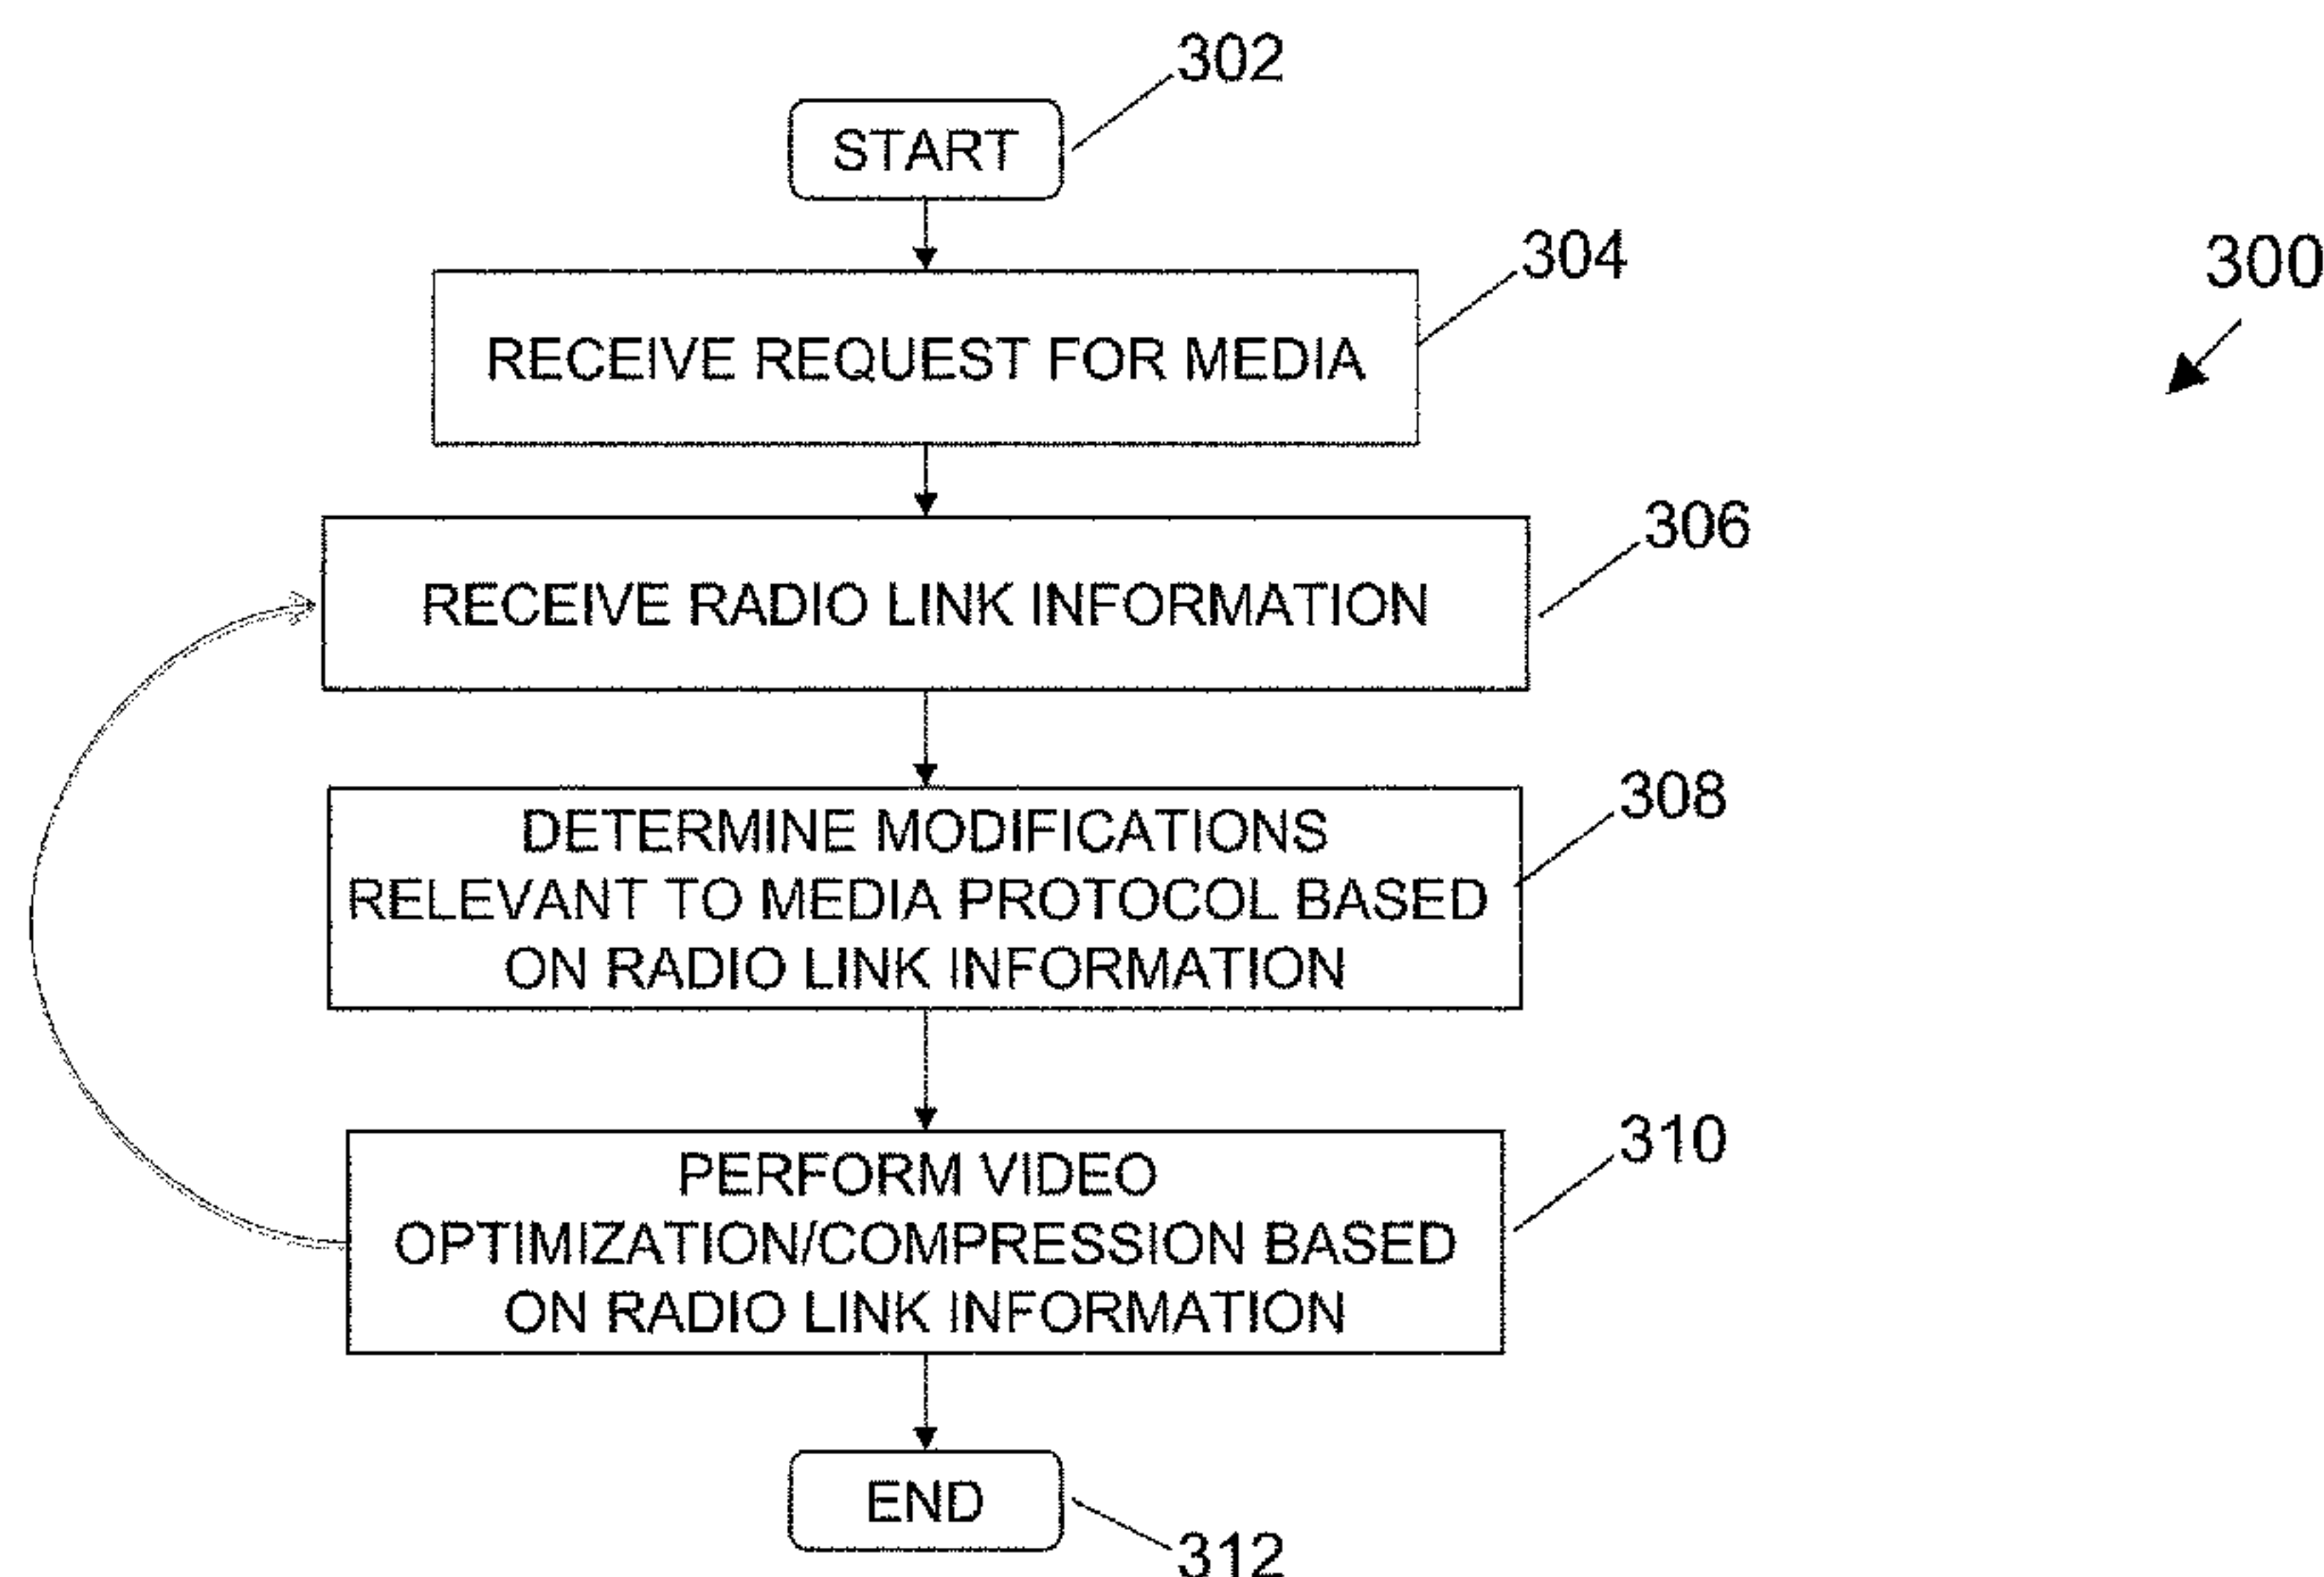 302
START
304
300
RECEIVE REQUEST FOR MEDIA
306
RECEIVE RADIO LINK INFORMATION
308
DETERMINE MODIFICATIONS
RELEVANT TO MEDIA PROTOCOL BASED
ON RADIO LINK INFORMATION
310
PERFORM VIDEO
OPTIMIZATION/COMPRESSION BASED
ON RADIO LINK INFORMATION
END
312